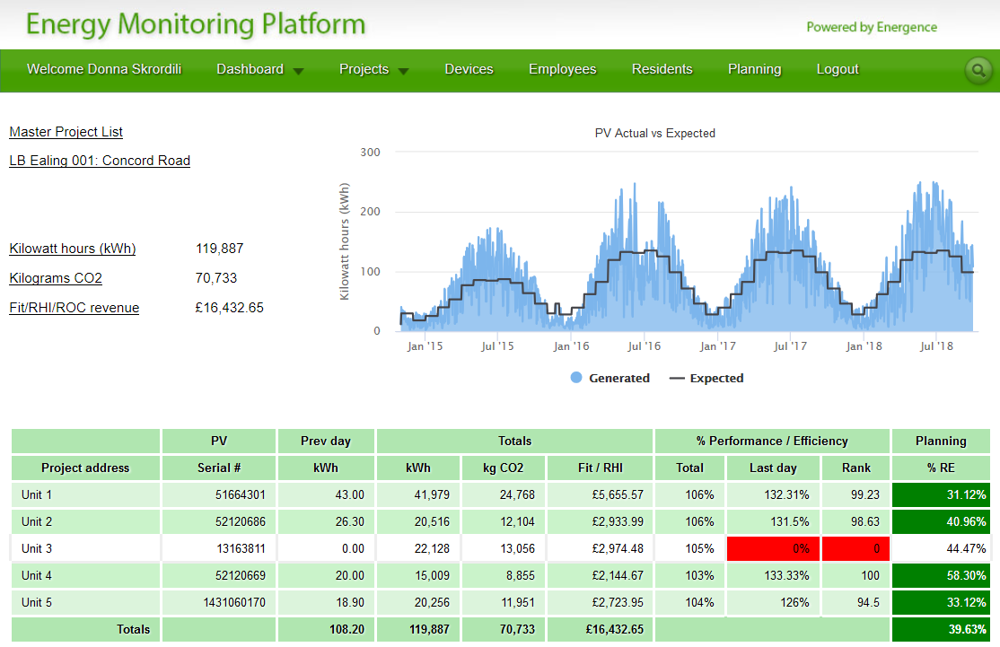 Energy Monitoring Platform
Powered by Energence
Welcome Donna Skrordili Dashboard Projects Devices Employees Residents Planning Logout
Master Project List
LB Ealing 001: Concord Road
Kilowatt hours (kWh) 119,887
Kilograms CO2 70,733
Fit/RHI/ROC revenue £16,432.65
PV Actual vs Expected
Kilowatt hours (kWh)
300
200
100
0
Jan '15 Jul '15 Jan '16 Jul '16 Jan '17 Jul '17 Jan '18 Jul '18
Generated Expected
PV Prev day Totals % Performance / Efficiency Planning
Project address Serial # kWh kWh kg CO2 Fit / RHI Total Last day Rank % RE
Unit 1 51664301 43.00 41,979 24,768 £5,655.57 106% 132.31% 99.23 31.12%
Unit 2 52120686 26.30 20,516 12,104 £2,933.99 106% 131.5% 98.63 40.96%
Unit 3 13163811 0.00 22,128 13,056 £2,974.48 105% 0% 0 44.47%
Unit 4 52120669 20.00 15,009 8,855 £2,144.67 103% 133.33% 100 58.30%
Unit 5 1431060170 18.90 20,256 11,951 £2,723.95 104% 126% 94.5 33.12%
Totals 108.20 119,887 70,733 £16,432.65 39.63%